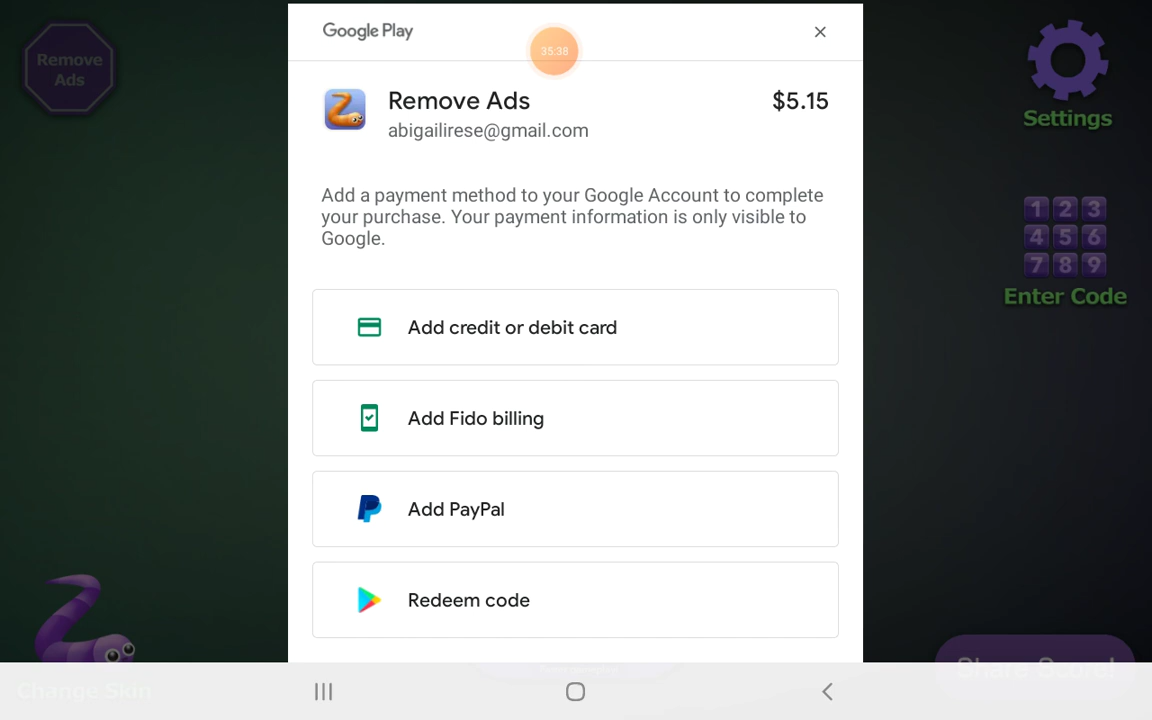 Google Play
35:38
Remove
Ads
Remove Ads
$5.15
abigailirese@gmail.com
Settings
Add a payment method to your Google Account to complete
your purchase. Your payment information is only visible to
Google.
1 2 3
4 5 6
7 8 9
Enter Code
Add credit or debit card
Add Fido billing
Add PayPal
Redeem code
Change Skin
Share Score!